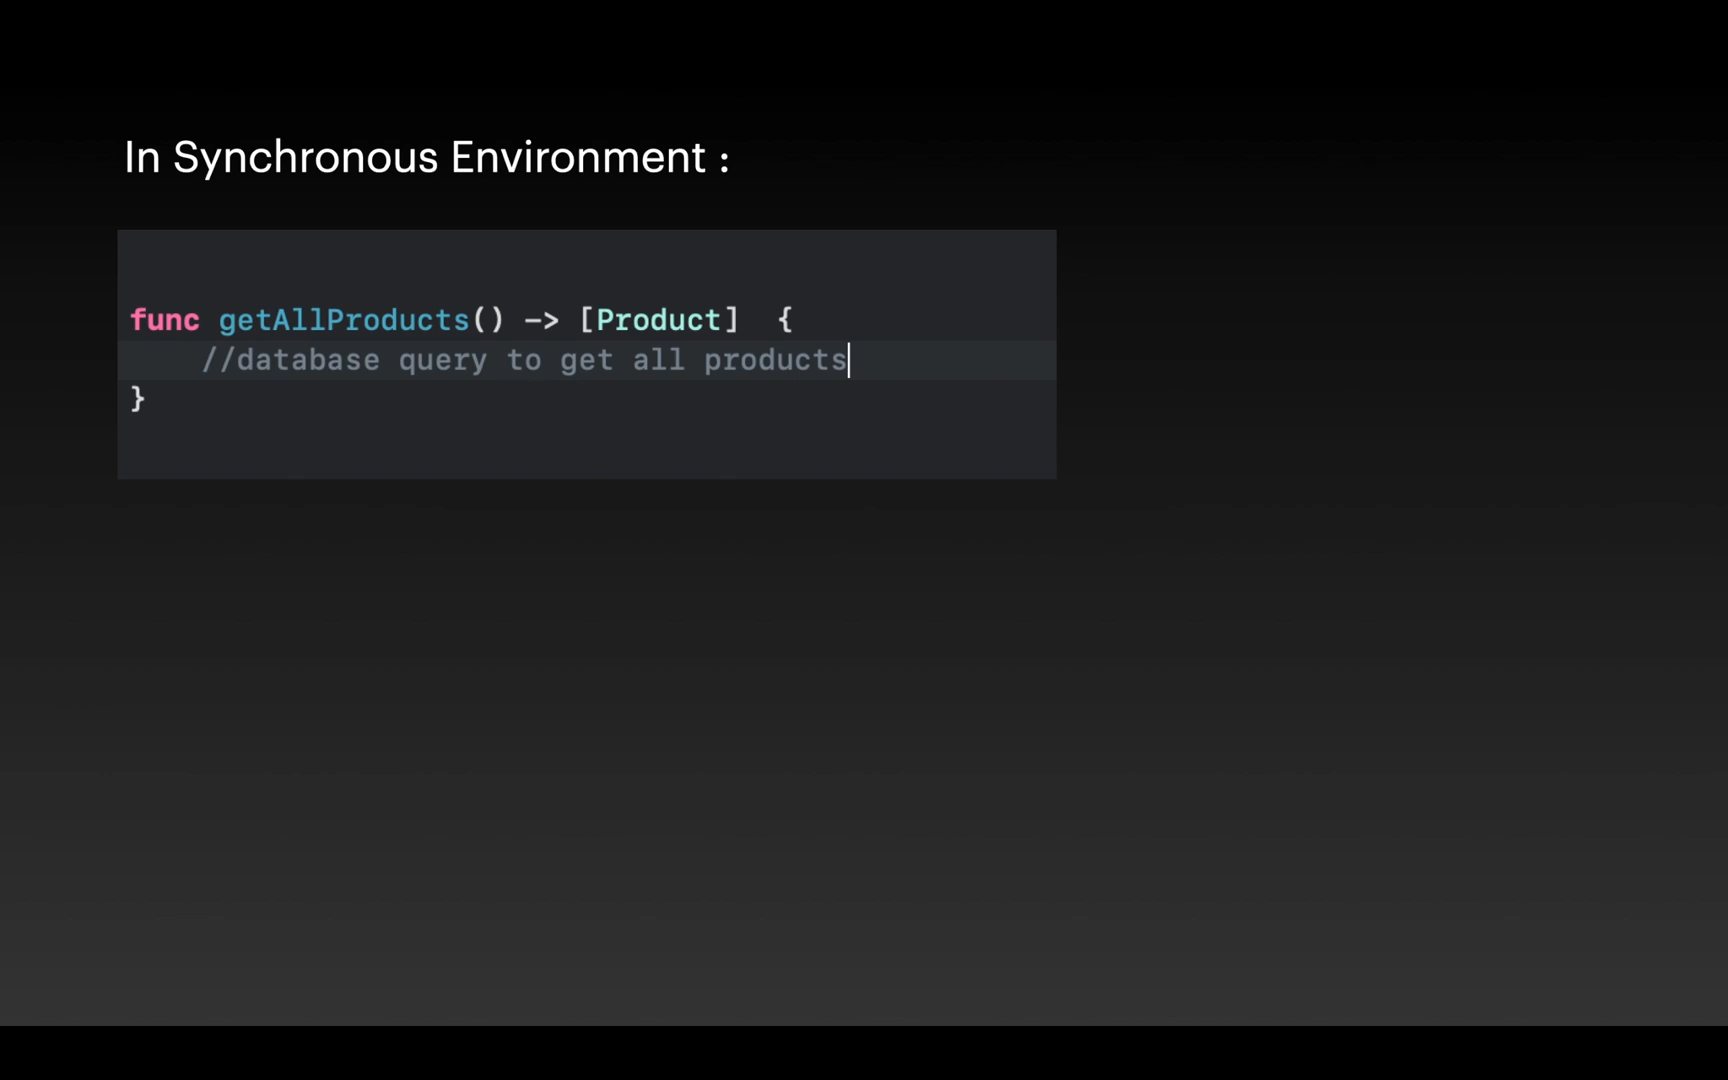 In Synchronous Environment :
func getAllProducts() -> [Product]  {
    //database query to get all products
}